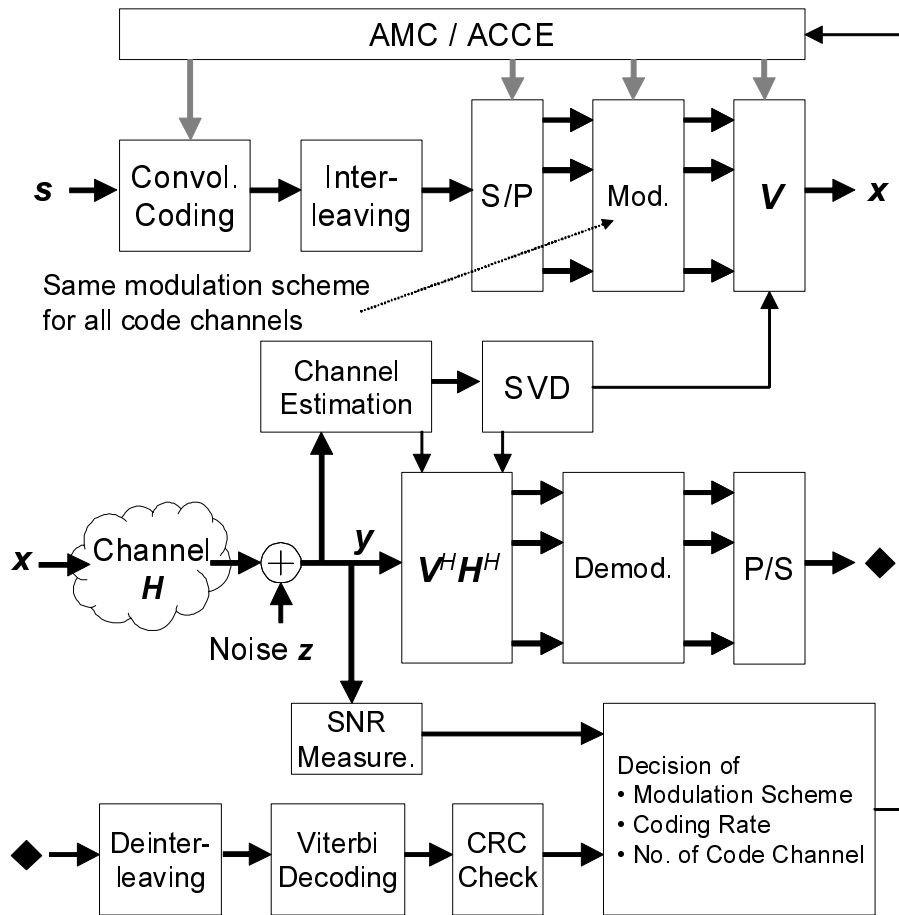 AMC / ACCE
s
Convol.
Coding
Inter-
leaving
S/P
Mod.
V
x
Same modulation scheme
for all code channels
Channel
Estimation
SVD
x
Channel
H
+
Noise z
y
V^H H^H
Demod.
P/S
SNR
Measure.
Decision of
• Modulation Scheme
• Coding Rate
• No. of Code Channel
Deinter-
leaving
Viterbi
Decoding
CRC
Check